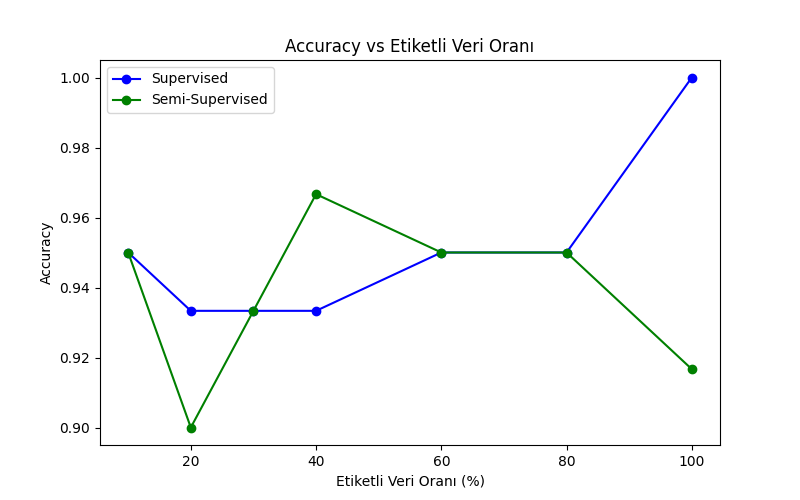 Accuracy vs Etiketli Veri Oranı
Supervised
Semi-Supervised
1.00
0.98
0.96
0.94
0.92
0.90
Accuracy
20 40 60 80 100
Etiketli Veri Oranı (%)